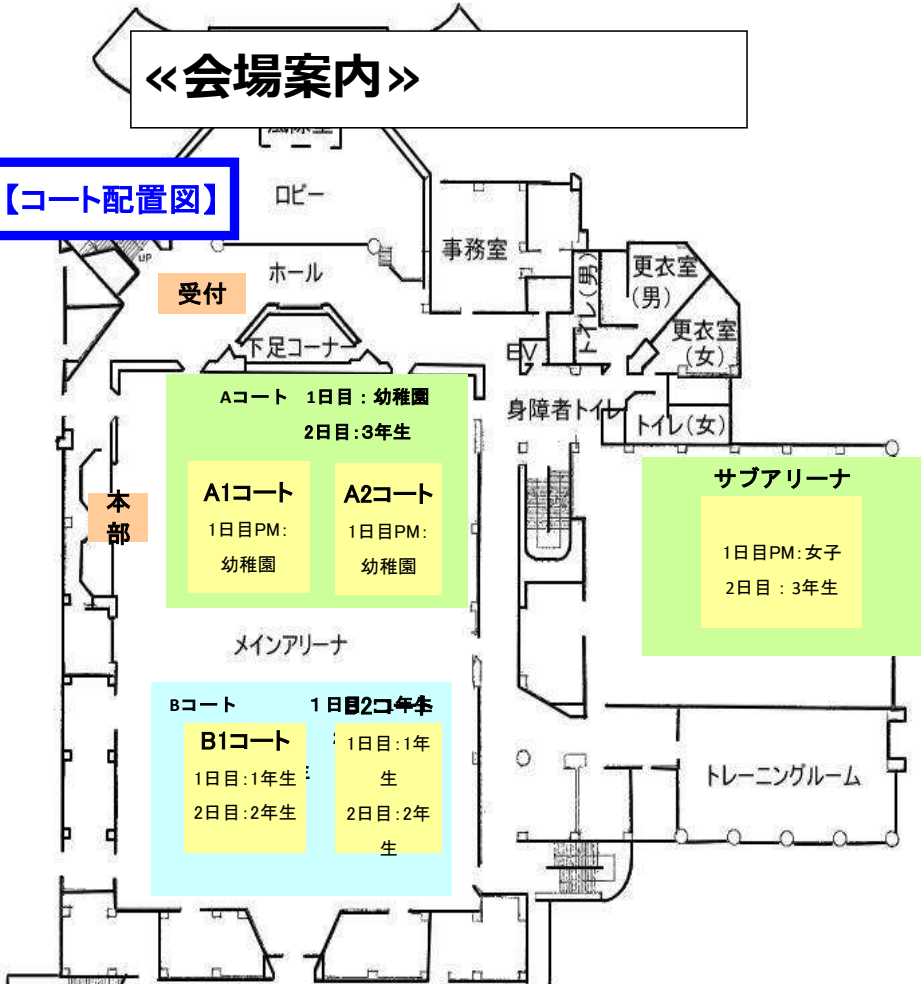 «会場案内»
【コート配置図】
ロビー
事務室
UP
ホール
受付
トイレ(男)
更衣室
(男)
更衣室
(女)
下足コーナー
EV
身障者トイレ
トイレ(女)
Aコート 1日目：幼稚園
2日目：3年生
A1コート
1日目PM：
幼稚園
A2コート
1日目PM：
幼稚園
本
部
サブアリーナ
1日目PM：女子
2日目：3年生
メインアリーナ
Bコート
B1コート
1日目：1年生
2日目：2年生
B2コート
1日目：1年
生
2日目：2年
生
トレーニングルーム